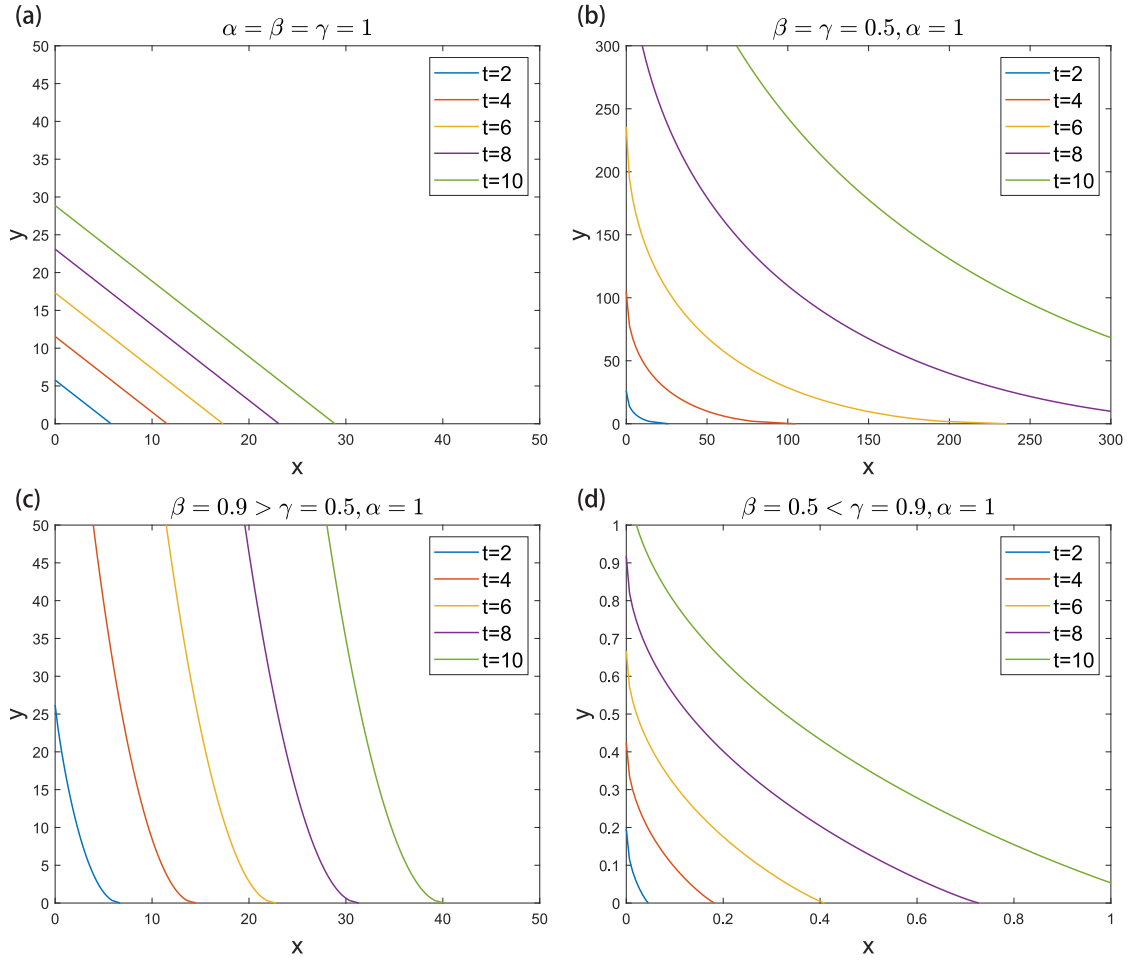 (a)
α = β = γ = 1
50
45
40
35
30
25
20
15
10
5
0
y
0 10 20 30 40 50
x
t=2
t=4
t=6
t=8
t=10
(b)
β = γ = 0.5, α = 1
300
250
200
150
100
50
0
y
0 50 100 150 200 250 300
x
t=2
t=4
t=6
t=8
t=10
(c)
β = 0.9 > γ = 0.5, α = 1
50
45
40
35
30
25
20
15
10
5
0
y
0 10 20 30 40 50
x
t=2
t=4
t=6
t=8
t=10
(d)
β = 0.5 < γ = 0.9, α = 1
1
0.9
0.8
0.7
0.6
0.5
0.4
0.3
0.2
0.1
0
y
0 0.2 0.4 0.6 0.8 1
x
t=2
t=4
t=6
t=8
t=10